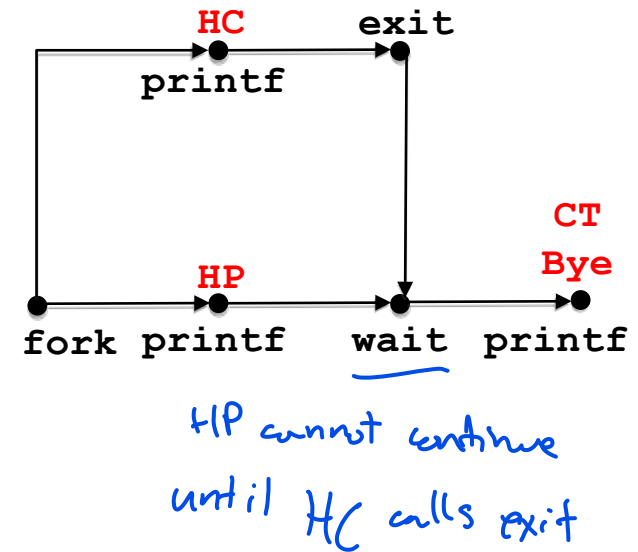 HC exit
printf
CT
HP Bye
fork printf wait printf
HP cannot continue
until HC calls exit